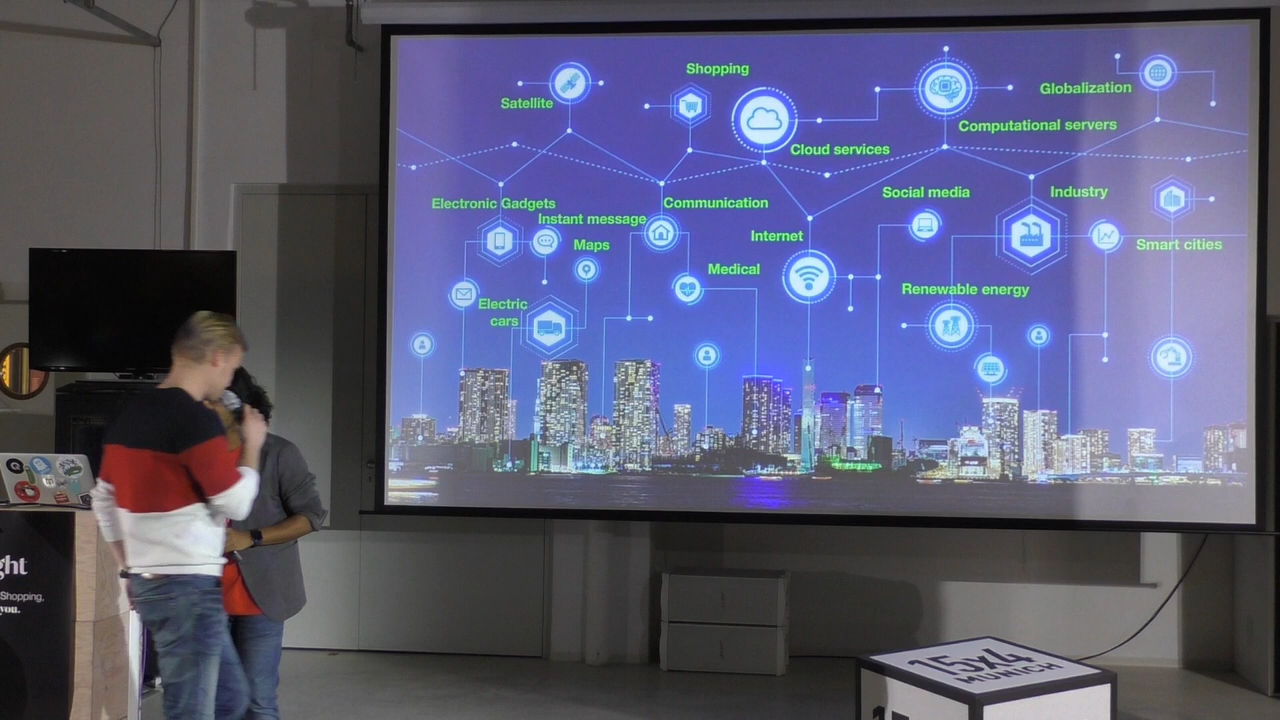 Shopping
Satellite
Globalization
Computational servers
Cloud services
Electronic Gadgets
Communication
Social media
Industry
Instant message
Maps
Internet
Smart cities
Medical
Renewable energy
Electric
cars
ght
Shopping,
you.
15x4
MUNICH